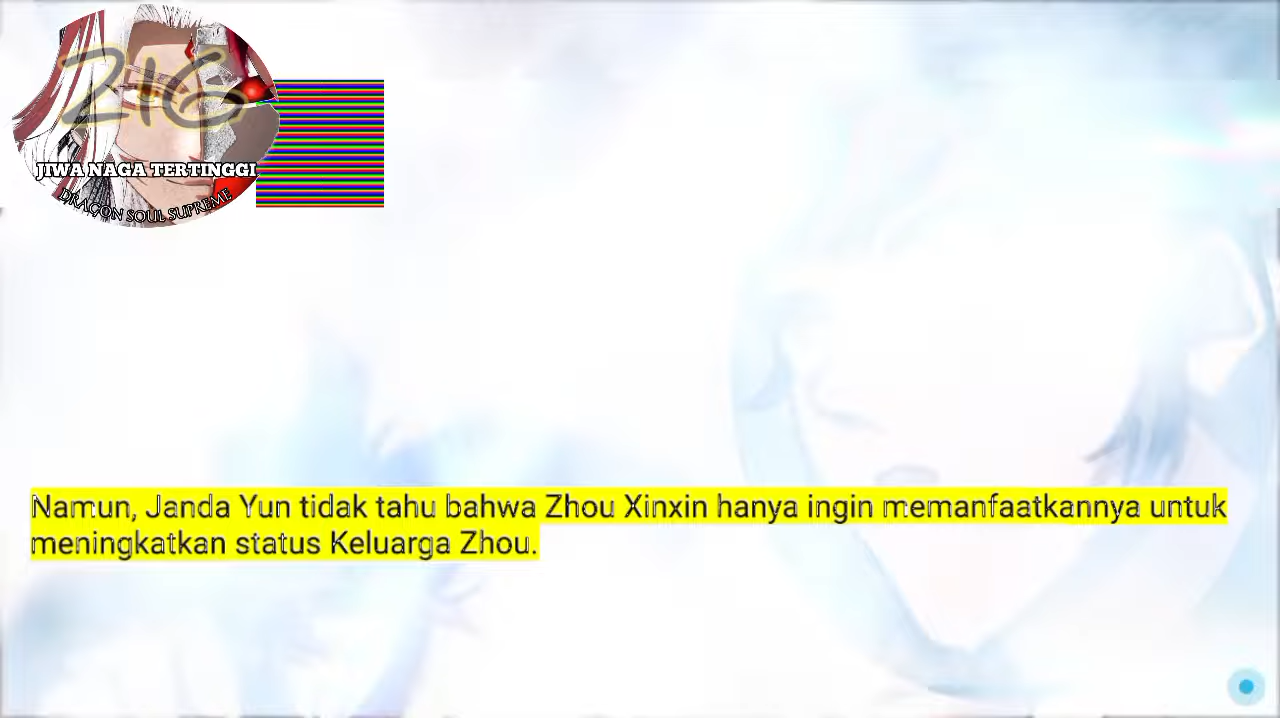 216
JIWA NAGA TERTINGGI
DRAGON SOUL SUPREME
Namun, Janda Yun tidak tahu bahwa Zhou Xinxin hanya ingin memanfaatkannya untuk
meningkatkan status Keluarga Zhou.